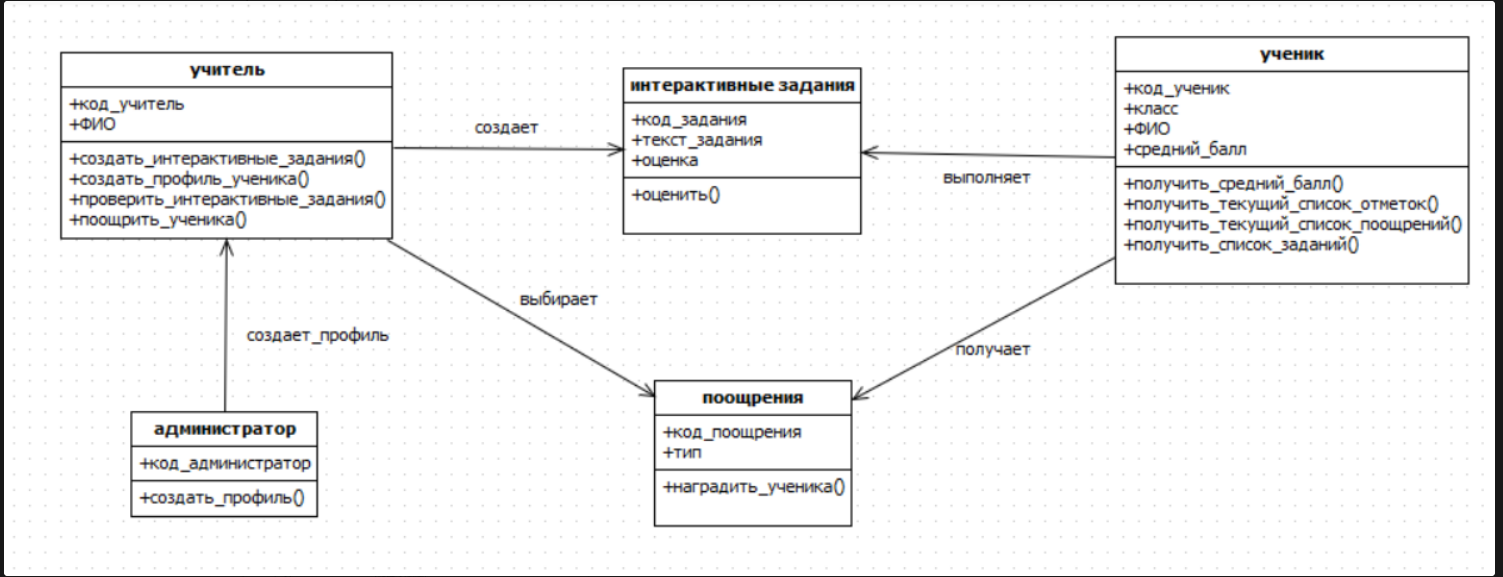 учитель
+код_учитель
+ФИО
+создать_интерактивные_задания()
+создать_профиль_ученика()
+проверить_интерактивные_задания()
+поощрить_ученика()
создает
интерактивные задания
+код_задания
+текст_задания
+оценка
+оценить()
выполняет
ученик
+код_ученик
+класс
+ФИО
+средний_балл
+получить_средний_балл()
+получить_текущий_список_отметок()
+получить_текущий_список_поощрений()
+получить_список_заданий()
выбирает
создает_профиль
получает
администратор
+код_администратор
+создать_профиль()
поощрения
+код_поощрения
+тип
+наградить_ученика()